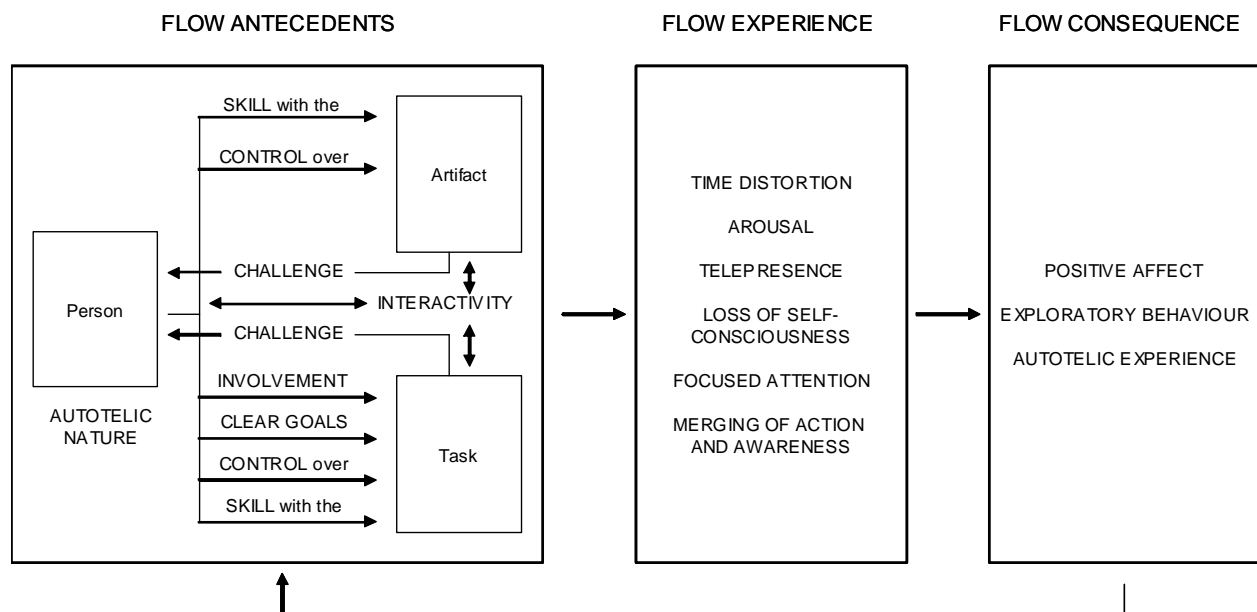 FLOW ANTECEDENTS
FLOW EXPERIENCE
FLOW CONSEQUENCE
SKILL with the
CONTROL over
Artifact
CHALLENGE
INTERACTIVITY
Person
CHALLENGE
INVOLVEMENT
AUTOTELIC
NATURE
CLEAR GOALS
CONTROL over
Task
SKILL with the
TIME DISTORTION
AROUSAL
TELEPRESENCE
LOSS OF SELF-
CONSCIOUSNESS
FOCUSED ATTENTION
MERGING OF ACTION
AND AWARENESS
POSITIVE AFFECT
EXPLORATORY BEHAVIOUR
AUTOTELIC EXPERIENCE